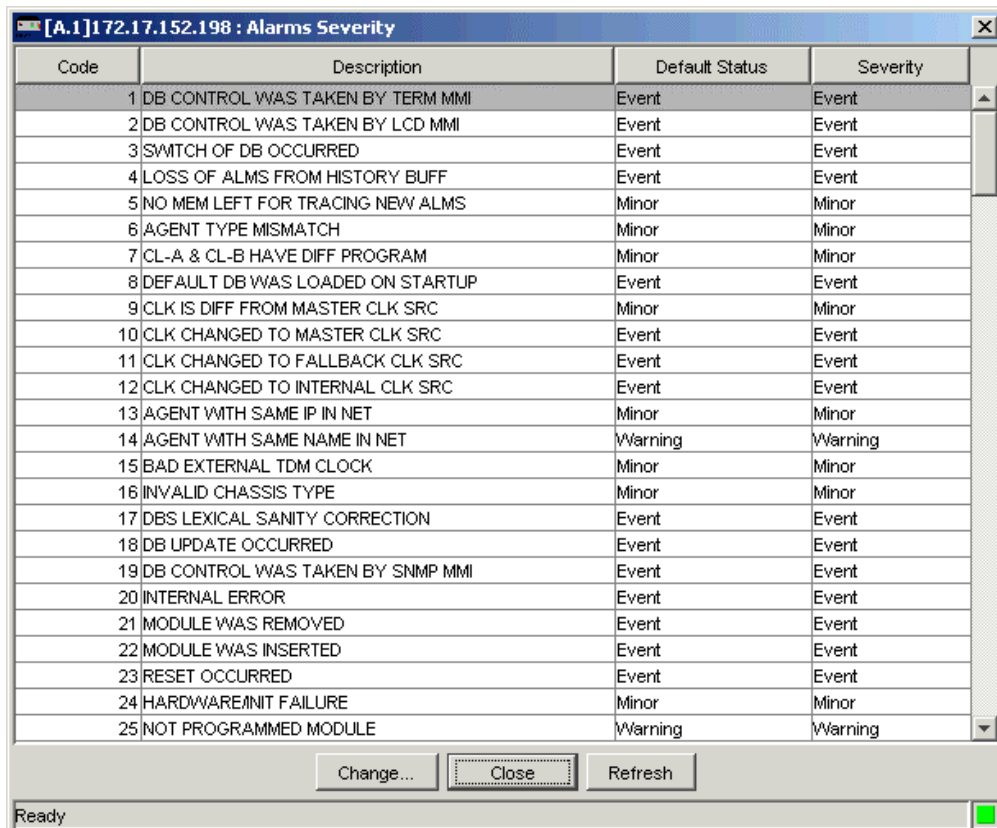 [A.1]172.17.152.198 : Alarms Severity
Code Description Default Status Severity
1 DB CONTROL WAS TAKEN BY TERM MMI Event Event
2 DB CONTROL WAS TAKEN BY LCD MMI Event Event
3 SWITCH OF DB OCCURRED Event Event
4 LOSS OF ALMS FROM HISTORY BUFF Event Event
5 NO MEM LEFT FOR TRACING NEW ALMS Minor Minor
6 AGENT TYPE MISMATCH Minor Minor
7 CL-A & CL-B HAVE DIFF PROGRAM Minor Minor
8 DEFAULT DB WAS LOADED ON STARTUP Event Event
9 CLK IS DIFF FROM MASTER CLK SRC Minor Minor
10 CLK CHANGED TO MASTER CLK SRC Event Event
11 CLK CHANGED TO FALLBACK CLK SRC Event Event
12 CLK CHANGED TO INTERNAL CLK SRC Event Event
13 AGENT WITH SAME IP IN NET Minor Minor
14 AGENT WITH SAME NAME IN NET Warning Warning
15 BAD EXTERNAL TDM CLOCK Minor Minor
16 INVALID CHASSIS TYPE Minor Minor
17 DBS LEXICAL SANITY CORRECTION Event Event
18 DB UPDATE OCCURRED Event Event
19 DB CONTROL WAS TAKEN BY SNMP MMI Event Event
20 INTERNAL ERROR Event Event
21 MODULE WAS REMOVED Event Event
22 MODULE WAS INSERTED Event Event
23 RESET OCCURRED Event Event
24 HARDWARE/INIT FAILURE Minor Minor
25 NOT PROGRAMMED MODULE Warning Warning
Change... Close Refresh
Ready